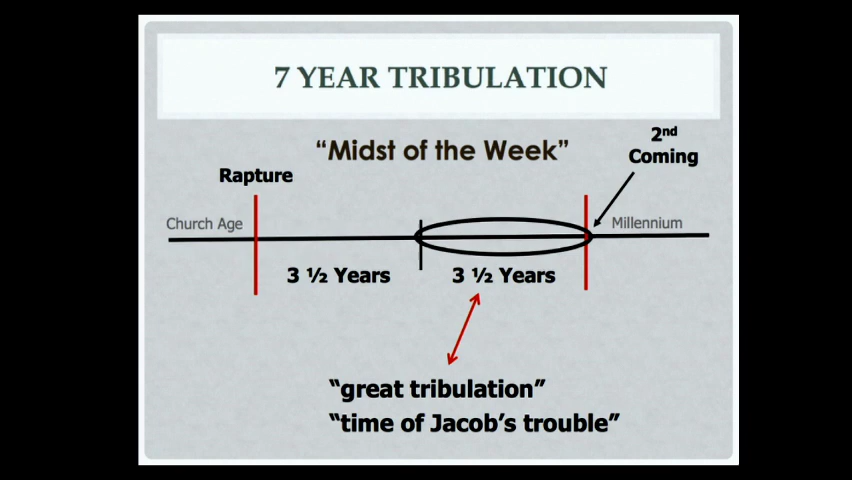 7 YEAR TRIBULATION
“Midst of the Week”
2nd
Coming
Rapture
Church Age
Millennium
3 ½ Years
3 ½ Years
“great tribulation”
“time of Jacob’s trouble”